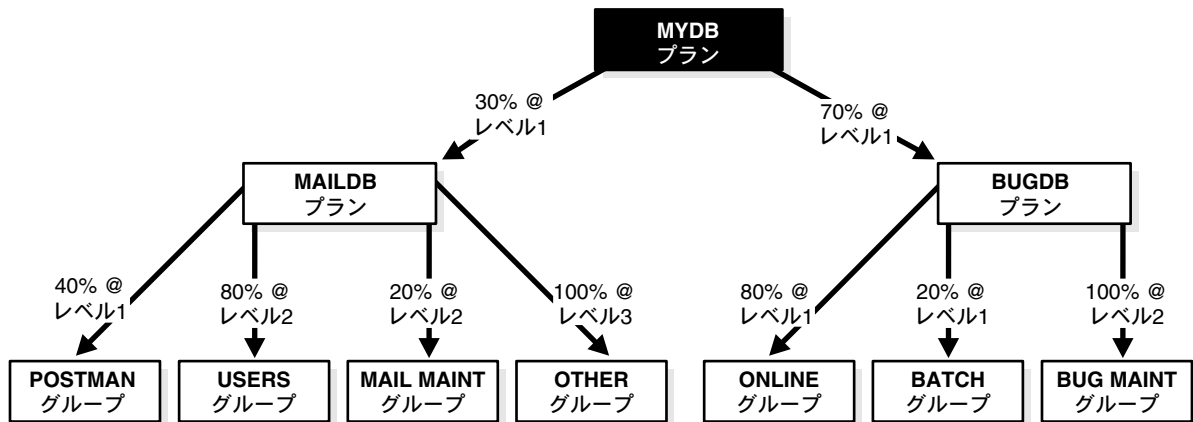 MYDB
プラン
30% @
レベル1
70% @
レベル1
MAILDB
プラン
BUGDB
プラン
40% @
レベル1
80% @
レベル2
20% @
レベル2
100% @
レベル3
80% @
レベル1
20% @
レベル1
100% @
レベル2
POSTMAN
グループ
USERS
グループ
MAIL MAINT
グループ
OTHER
グループ
ONLINE
グループ
BATCH
グループ
BUG MAINT
グループ